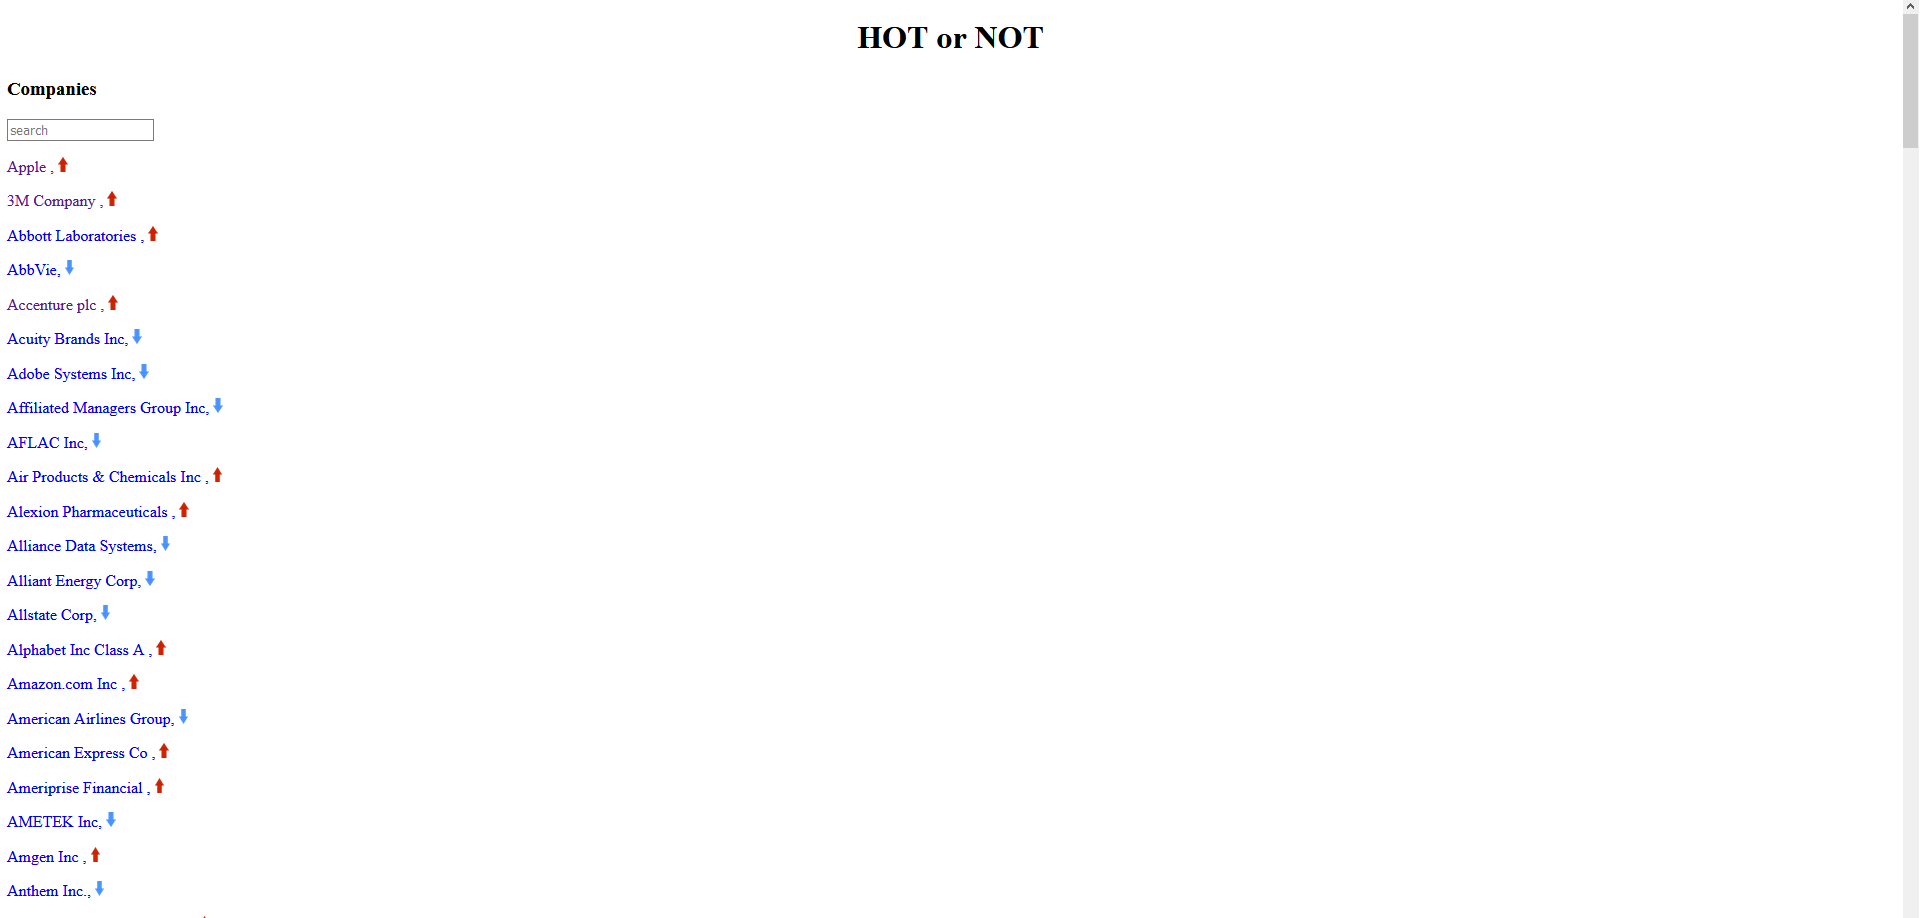 HOT or NOT
Companies
search
Apple ,
3M Company ,
Abbott Laboratories ,
AbbVie,
Accenture plc ,
Acuity Brands Inc,
Adobe Systems Inc,
Affiliated Managers Group Inc,
AFLAC Inc,
Air Products & Chemicals Inc ,
Alexion Pharmaceuticals ,
Alliance Data Systems,
Alliant Energy Corp,
Allstate Corp,
Alphabet Inc Class A ,
Amazon.com Inc ,
American Airlines Group,
American Express Co ,
Ameriprise Financial ,
AMETEK Inc,
Amgen Inc ,
Anthem Inc.,